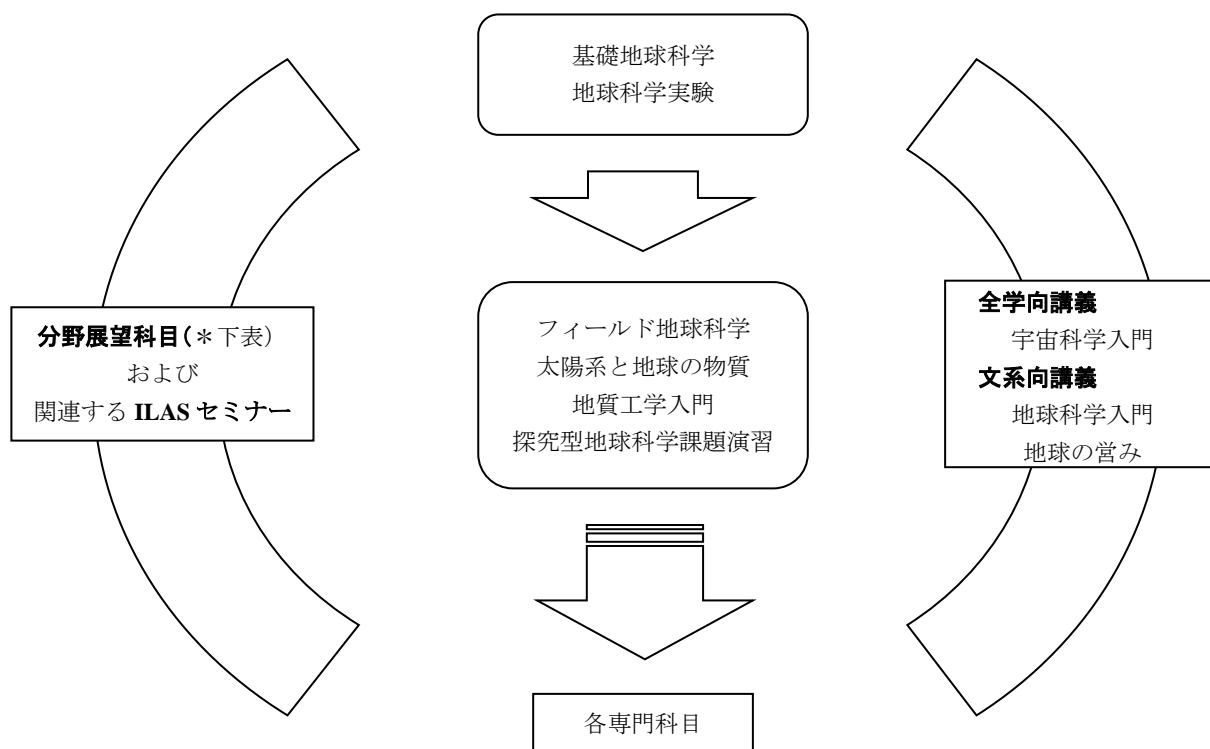 基礎地球科学
地球科学実験
フィールド地球科学
太陽系と地球の物質
地質工学入門
探究型地球科学課題演習
分野展望科目(＊下表)
および
関連する ILAS セミナー
全学向講義
宇宙科学入門
文系向講義
地球科学入門
地球の営み
各専門科目